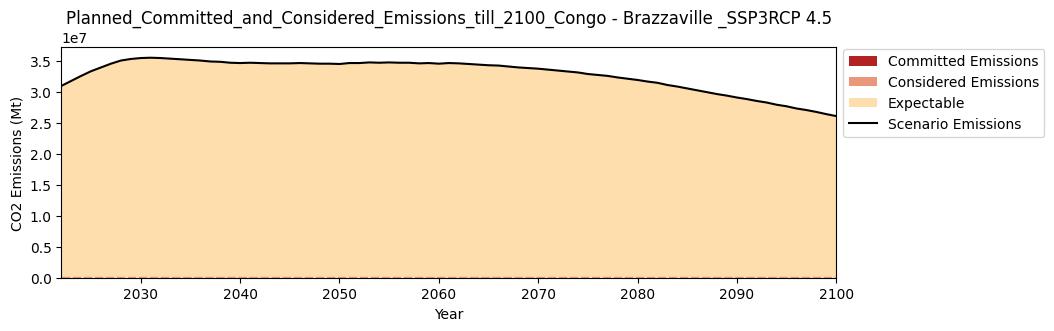 Planned_Committed_and_Considered_Emissions_till_2100_Congo - Brazzaville _SSP3RCP 4.5
1e7
3.5
3.0
2.5
2.0
1.5
1.0
0.5
0.0
CO2 Emissions (Mt)
2030 2040 2050 2060 2070 2080 2090 2100
Year
Committed Emissions
Considered Emissions
Expectable
Scenario Emissions